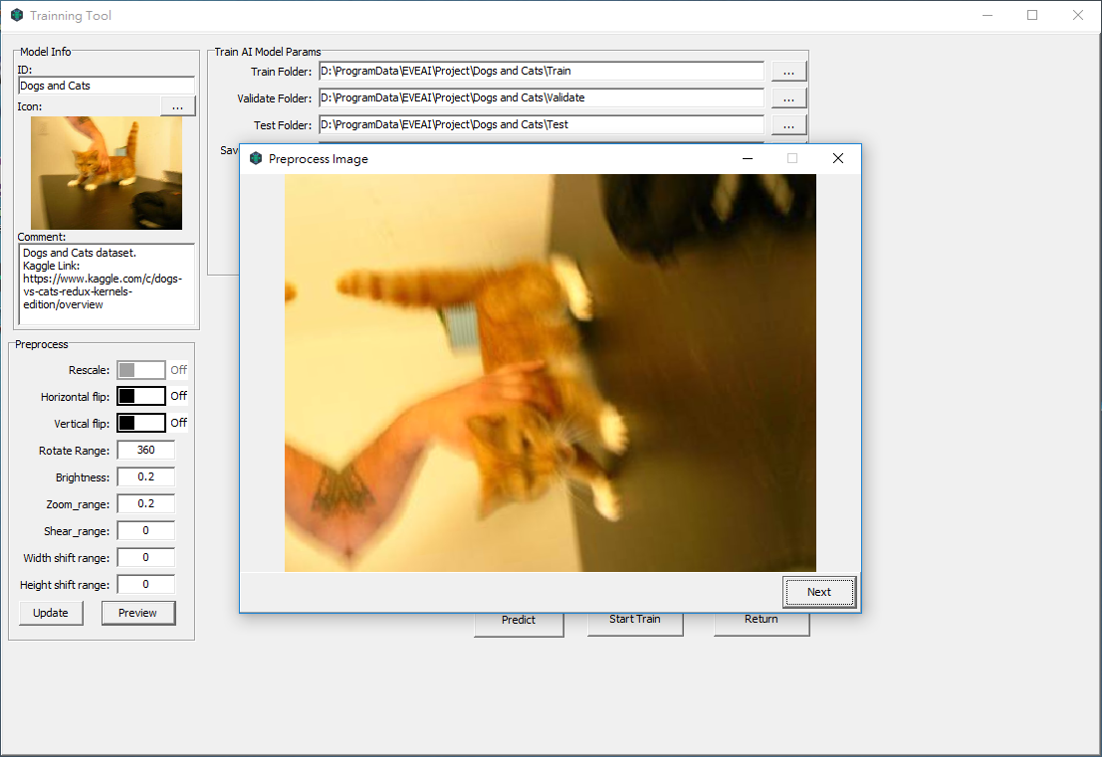 Trainning Tool
Model Info
ID:
Dogs and Cats
Icon:
...
Comment:
Dogs and Cats dataset.
Kaggle Link:
https://www.kaggle.com/c/dogs-
vs-cats-redux-kernels-
edition/overview
Train AI Model Params
Train Folder: D:\ProgramData\EVEAI\Project\Dogs and Cats\Train ...
Validate Folder: D:\ProgramData\EVEAI\Project\Dogs and Cats\Validate ...
Test Folder: D:\ProgramData\EVEAI\Project\Dogs and Cats\Test ...
Sav
Preprocess Image
Next
Preprocess
Rescale: Off
Horizontal flip: Off
Vertical flip: Off
Rotate Range: 360
Brightness: 0.2
Zoom_range: 0.2
Shear_range: 0
Width shift range: 0
Height shift range: 0
Update Preview
Predict Start Train Return